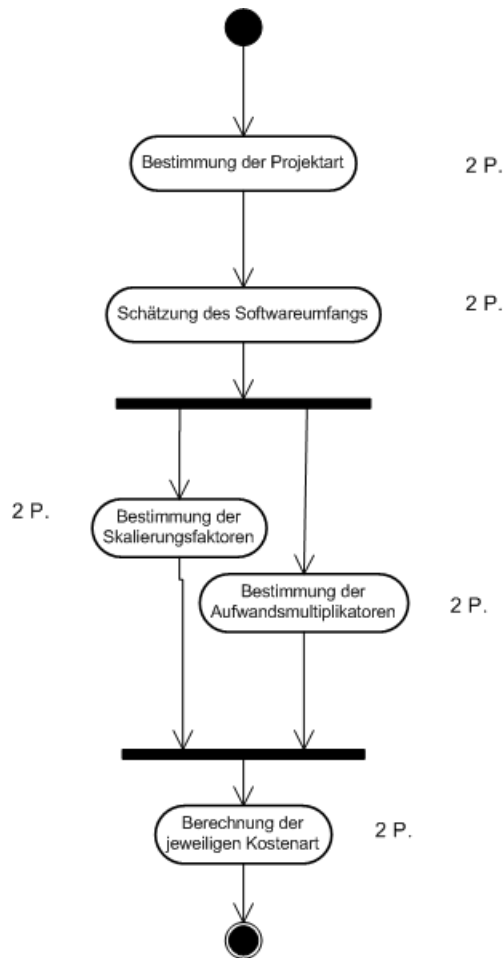 Bestimmung der Projektart
2 P.
Schätzung des Softwareumfangs
2 P.
2 P.
Bestimmung der
Skalierungsfaktoren
Bestimmung der
Aufwandsmultiplikatoren
2 P.
Berechnung der
jeweiligen Kostenart
2 P.